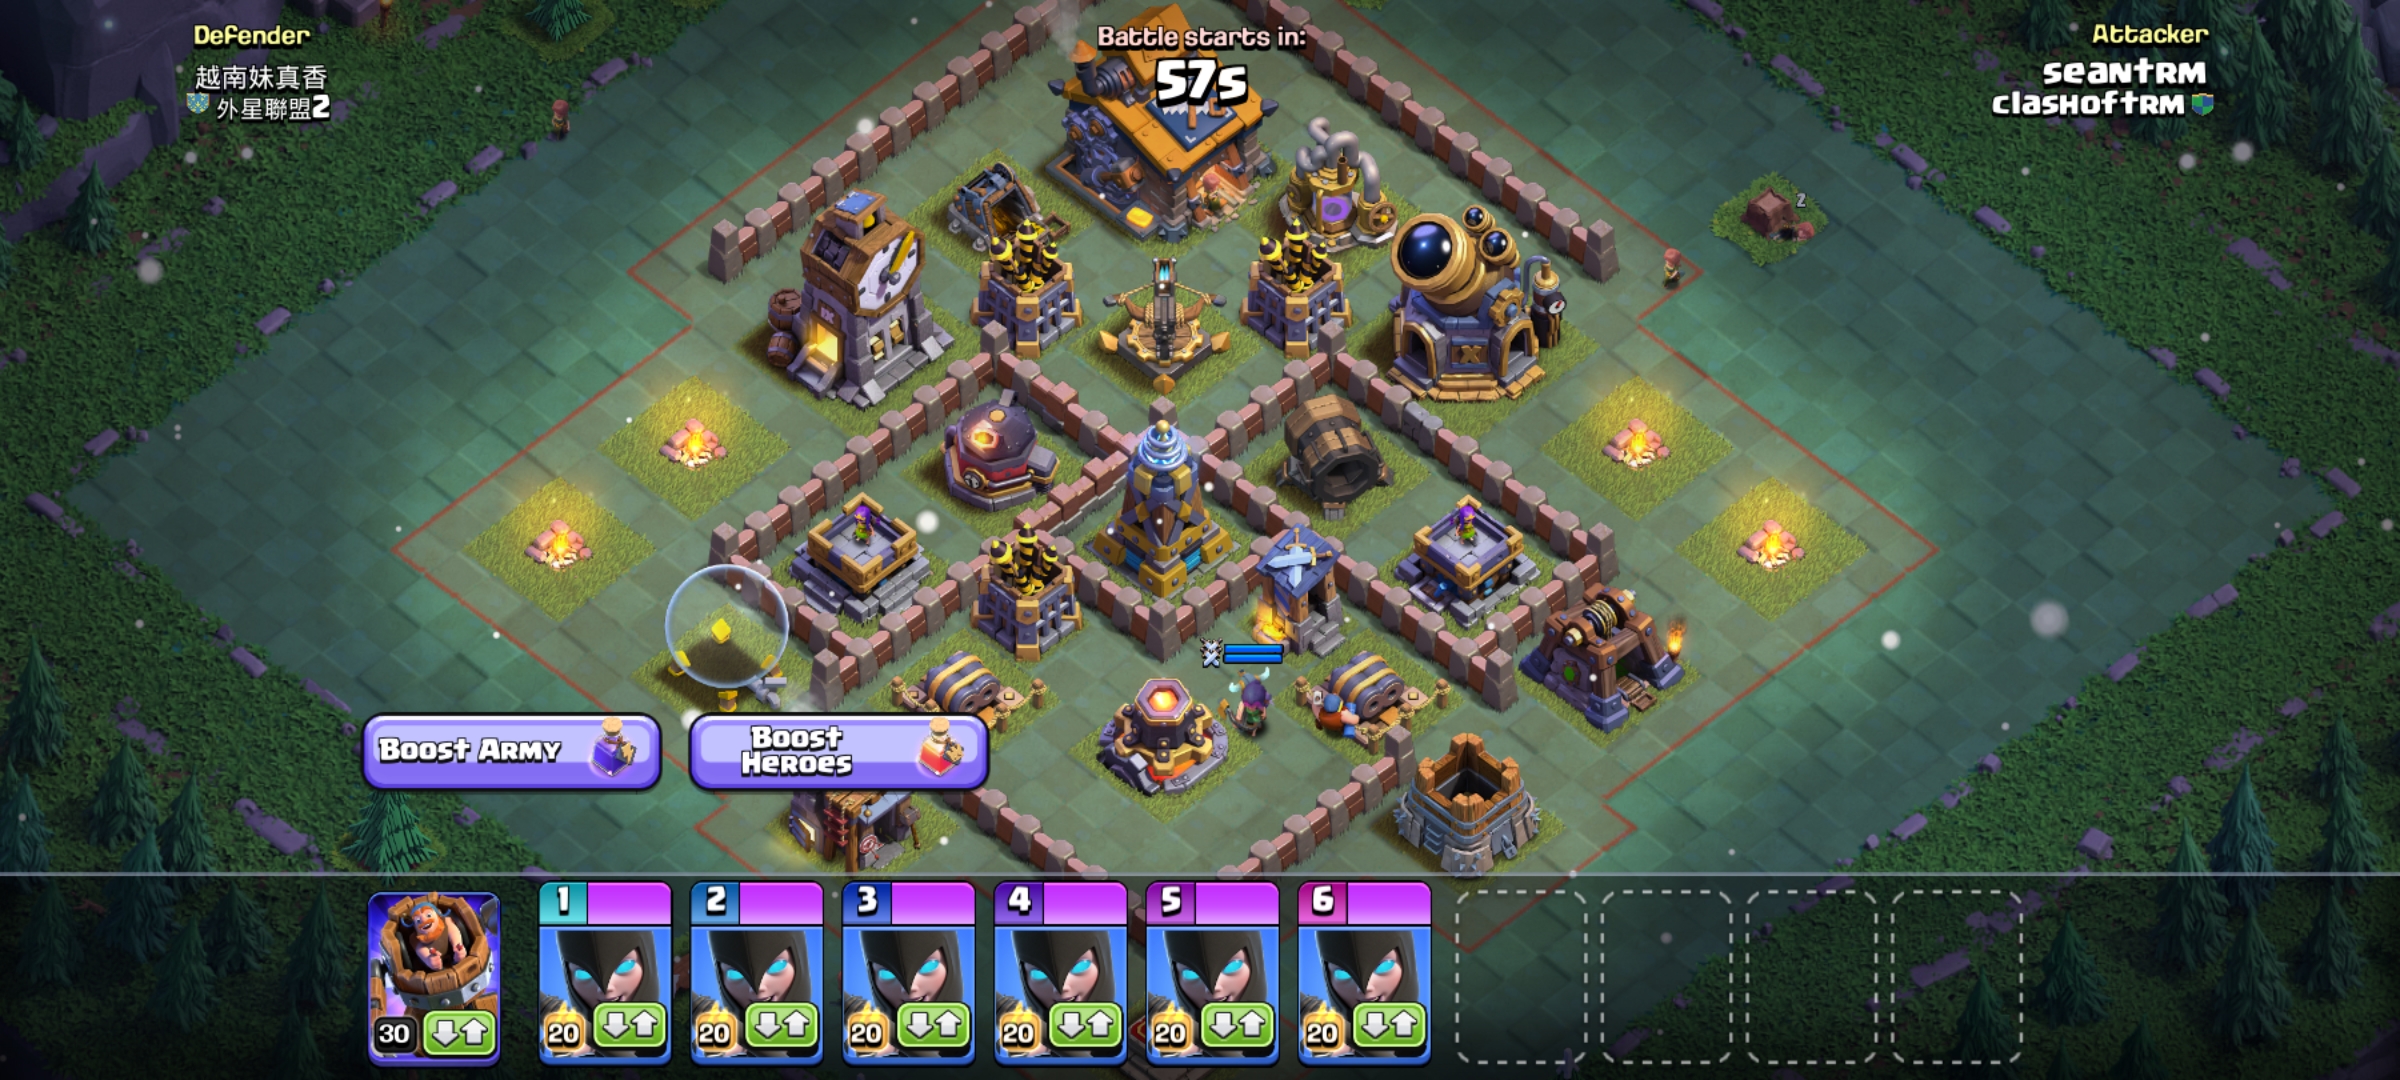 Defender
越南妹真香
外星聯盟2
Battle starts in:
57s
Attacker
seantRM
clashoftRM
2
Boost Army
Boost Heroes
30
1
20
2
20
3
20
4
20
5
20
6
20